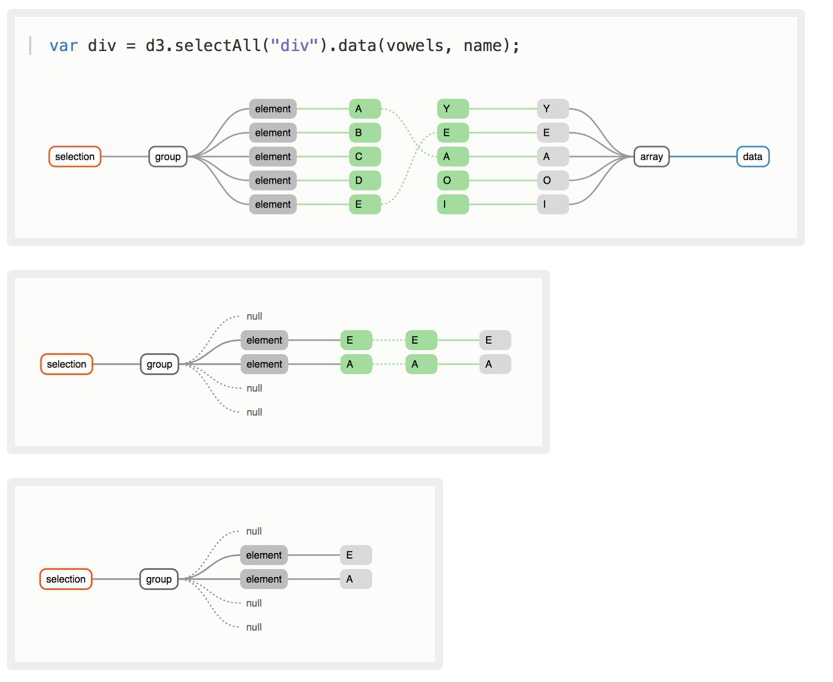 var div = d3.selectAll("div").data(vowels, name);
element A Y Y
element B E E
selection group element C A A array data
element D O O
element E I I
null
element E E E
selection group element A A A
null
null
null
element E
selection group element A
null
null